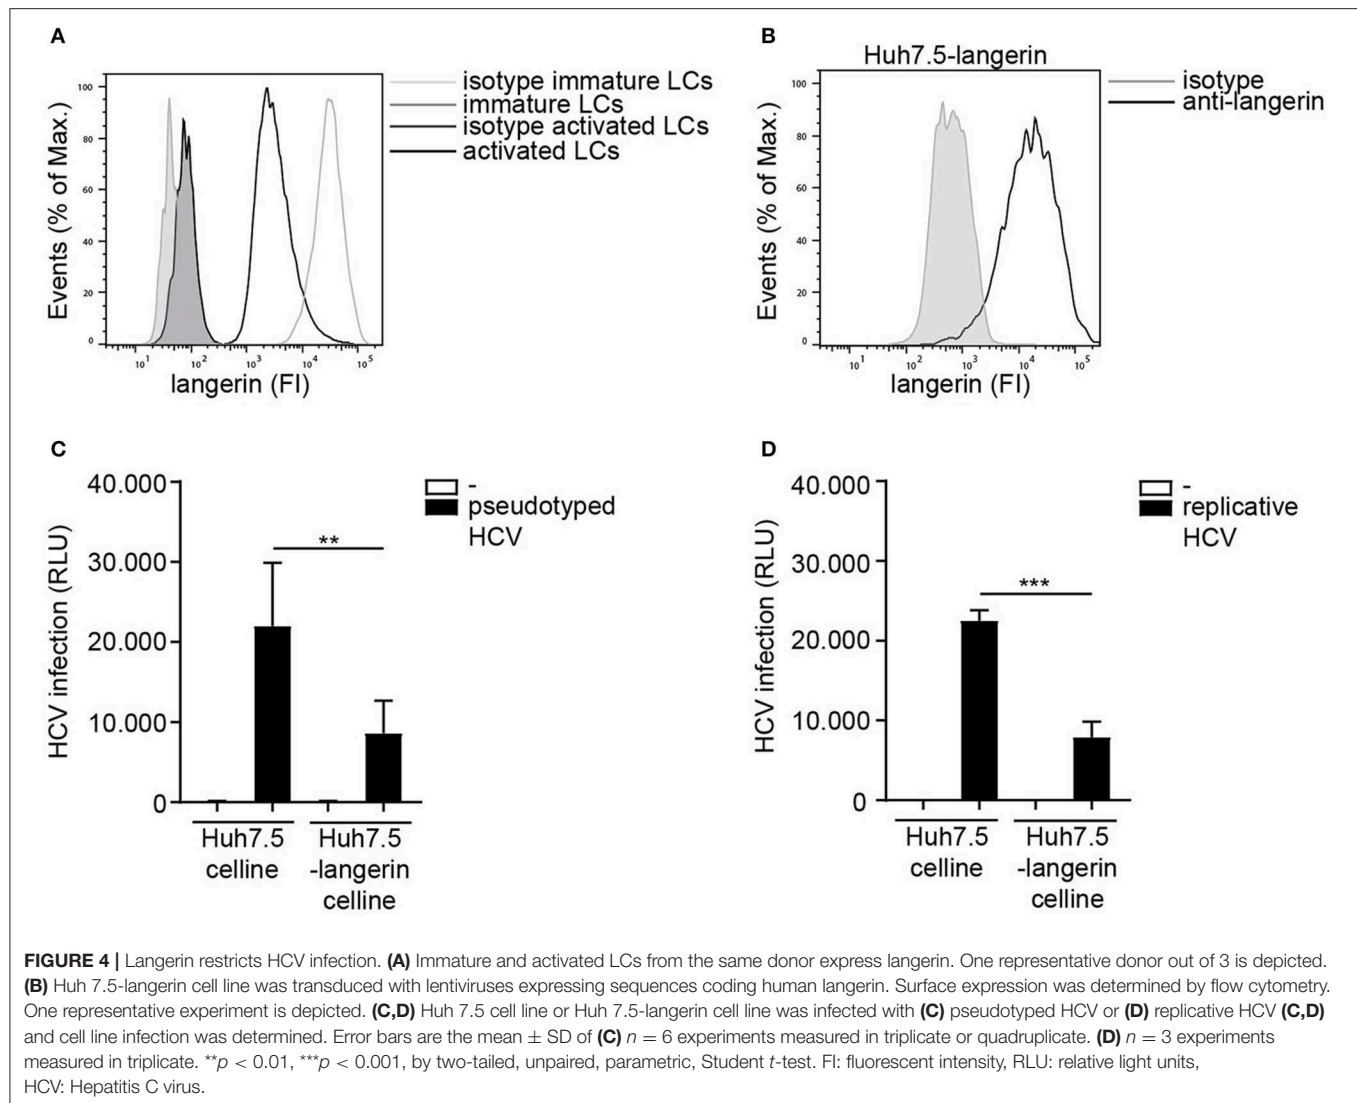 A
isotype immature LCs
immature LCs
isotype activated LCs
activated LCs
Events (% of Max.)
100
80
60
40
20
0
10^1 10^2 10^3 10^4 10^5
langerin (FI)
B
Huh7.5-langerin
isotype
anti-langerin
Events (% of Max.)
100
80
60
40
20
0
10^1 10^2 10^3 10^4 10^5
langerin (FI)
C
-
pseudotyped
HCV
HCV infection (RLU)
40.000
30.000
20.000
10.000
0
**
Huh7.5 Huh7.5
celline -langerin
celline
D
-
replicative
HCV
HCV infection (RLU)
40.000
30.000
20.000
10.000
0
***
Huh7.5 Huh7.5
celline -langerin
celline
FIGURE 4 | Langerin restricts HCV infection. (A) Immature and activated LCs from the same donor express langerin. One representative donor out of 3 is depicted.
(B) Huh 7.5-langerin cell line was transduced with lentiviruses expressing sequences coding human langerin. Surface expression was determined by flow cytometry.
One representative experiment is depicted. (C,D) Huh 7.5 cell line or Huh 7.5-langerin cell line was infected with (C) pseudotyped HCV or (D) replicative HCV (C,D)
and cell line infection was determined. Error bars are the mean ± SD of (C) n = 6 experiments measured in triplicate or quadruplicate. (D) n = 3 experiments
measured in triplicate. **p < 0.01, ***p < 0.001, by two-tailed, unpaired, parametric, Student t-test. FI: fluorescent intensity, RLU: relative light units,
HCV: Hepatitis C virus.